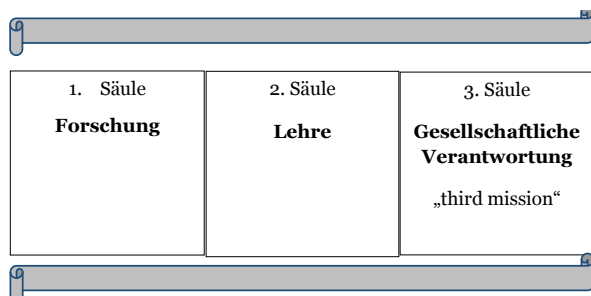 1. Säule
Forschung
2. Säule
Lehre
3. Säule
Gesellschaftliche
Verantwortung
„third mission“